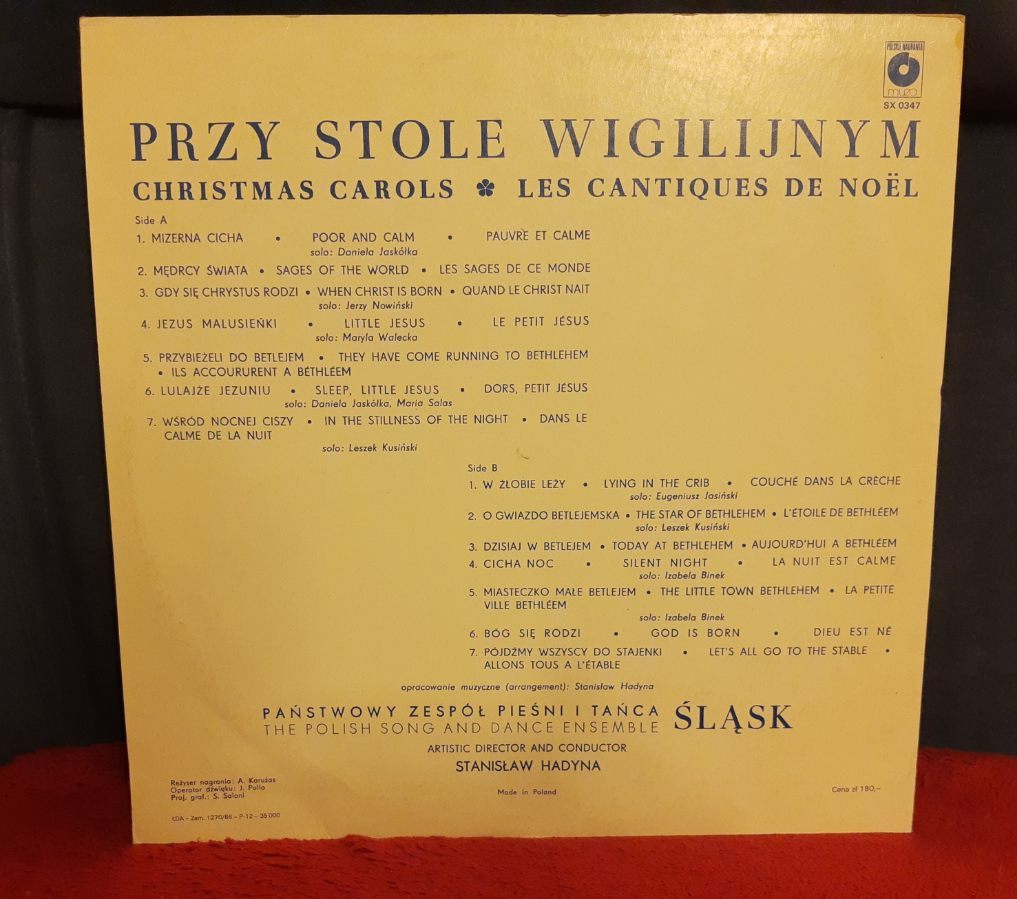 POLSKIE NAGRANIA
muza
SX 0347
PRZY STOLE WIGILIJNYM
CHRISTMAS CAROLS LES CANTIQUES DE NOËL
Side A
1. MIZERNA CICHA • POOR AND CALM • PAUVRE ET CALME
solo: Daniela Jaskółka
2. MĘDRCY ŚWIATA • SAGES OF THE WORLD • LES SAGES DE CE MONDE
3. GDY SIĘ CHRYSTUS RODZI • WHEN CHRIST IS BORN • QUAND LE CHRIST NAIT
solo: Jerzy Nowiński
4. JEZUS MALUSIEŃKI • LITTLE JESUS • LE PETIT JÉSUS
solo: Maryla Walecka
5. PRZYBIEŻELI DO BETLEJEM • THEY HAVE COME RUNNING TO BETHLEHEM
• ILS ACCOURURENT A BÉTHLÉEM
6. LULAJŻE JEZUNIU • SLEEP, LITTLE JESUS • DORS, PETIT JÉSUS
solo: Daniela Jaskółka, Maria Salas
7. WŚRÓD NOCNEJ CISZY • IN THE STILLNESS OF THE NIGHT • DANS LE
CALME DE LA NUIT
solo: Leszek Kusiński
Side B
1. W ŻŁOBIE LEŻY • LYING IN THE CRIB • COUCHÉ DANS LA CRÈCHE
solo: Eugeniusz Jasiński
2. O GWIAZDO BETLEJEMSKA • THE STAR OF BETHLEHEM • L'ÉTOILE DE BETHLÉEM
solo: Leszek Kusiński
3. DZISIAJ W BETLEJEM • TODAY AT BETHLEHEM • AUJOURD'HUI A BETHLÉEM
4. CICHA NOC • SILENT NIGHT • LA NUIT EST CALME
solo: Izabela Binek
5. MIASTECZKO MAŁE BETLEJEM • THE LITTLE TOWN BETHLEHEM • LA PETITE
VILLE BETHLÉEM
solo: Izabela Binek
6. BÓG SIĘ RODZI • GOD IS BORN • DIEU EST NÉ
7. PÓJDŹMY WSZYSCY DO STAJENKI • LET'S ALL GO TO THE STABLE •
ALLONS TOUS A L'ÉTABLE
opracowanie muzyczne (arrangement): Stanisław Hadyna
PAŃSTWOWY ZESPÓŁ PIEŚNI I TAŃCA ŚLĄSK
THE POLISH SONG AND DANCE ENSEMBLE
ARTISTIC DIRECTOR AND CONDUCTOR
STANISŁAW HADYNA
Reżyser nagrania: A. Karużas
Operator dźwięku: J. Pollo
Proj. graf.: S. Saloni
Made in Poland
Cena zł 180,–
ŁDA – Zam. 1270/86 – P-12 – 35 000